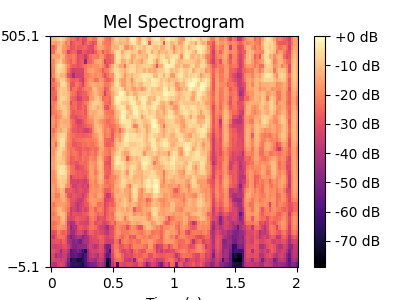 Mel Spectrogram
505.1
-5.1
0
0.5
1
1.5
2
+0 dB
-10 dB
-20 dB
-30 dB
-40 dB
-50 dB
-60 dB
-70 dB